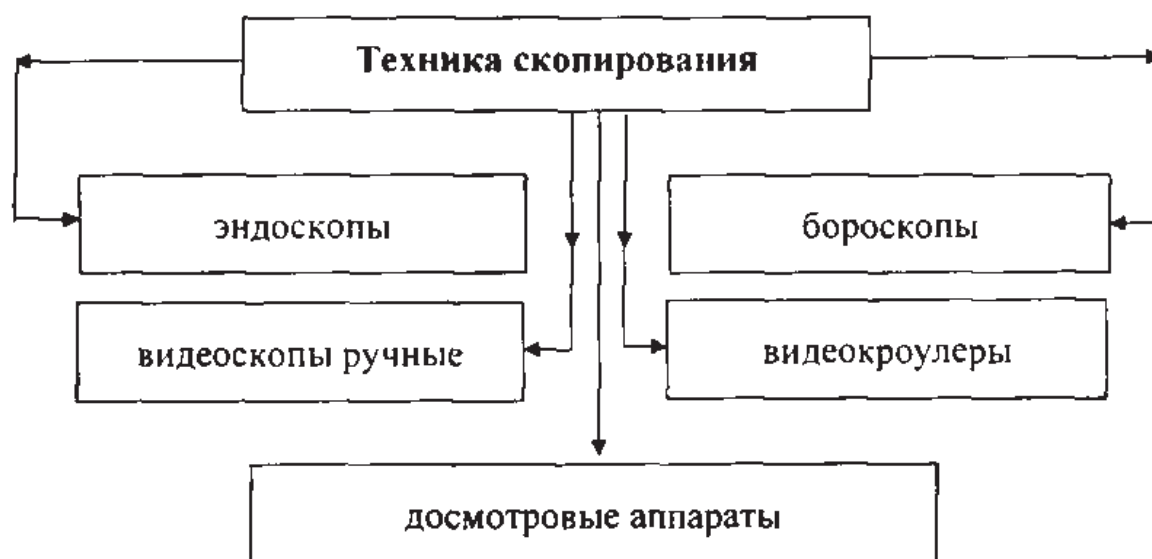 Техника скопирования
эндоскопы
бороскопы
видеоскопы ручные
видеокроулеры
досмотровые аппараты